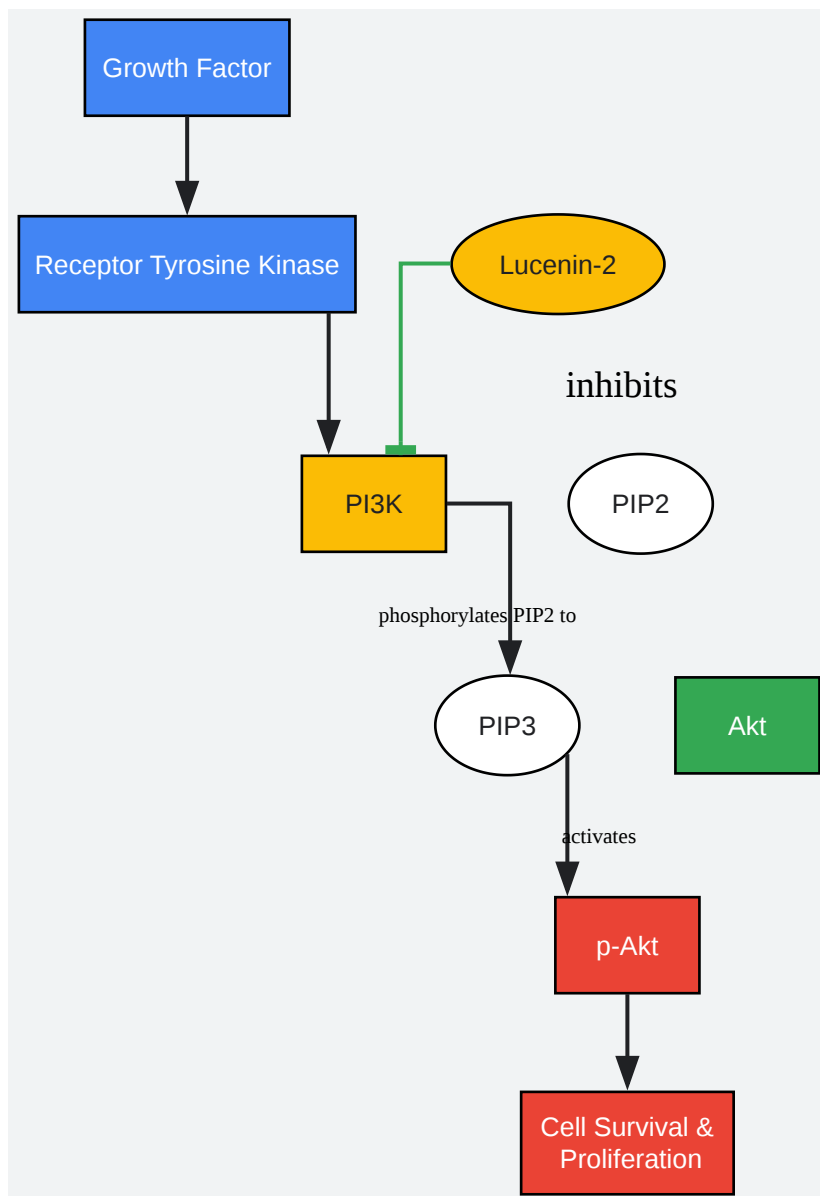 Growth Factor
Receptor Tyrosine Kinase
Lucenin-2
inhibits
PI3K
PIP2
phosphorylates PIP2 to
PIP3
Akt
activates
p-Akt
Cell Survival &
Proliferation